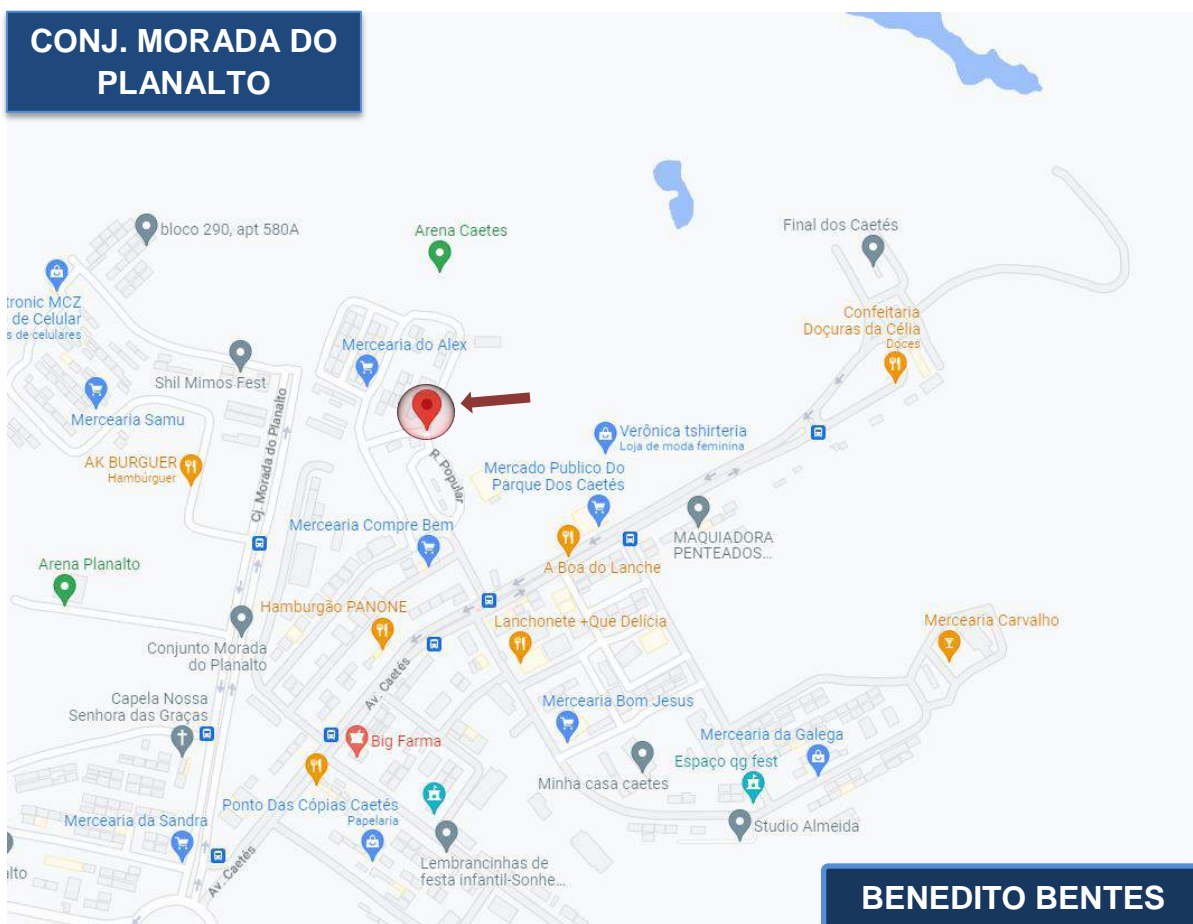 CONJ. MORADA DO
PLANALTO
bloco 290, apt 580A
Arena Caetes
Final dos Caetés
tronic MCZ
de Celular
s de celulares
Confeitaria
Doçuras da Célia
Doces
Mercearia do Alex
Shil Mimos Fest
Mercearia Samu
Cj. Morada do Planalto
Verônica tshirteria
Loja de moda feminina
AK BURGUER
Hambúrguer
R. Popular
Mercado Publico Do
Parque Dos Caetés
Mercearia Compre Bem
MAQUIADORA
PENTEADOS...
Arena Planalto
A Boa do Lanche
Hamburgão PANONE
Lanchonete +Que Delícia
Mercearia Carvalho
Conjunto Morada
do Planalto
Av. Caetés
Capela Nossa
Senhora das Graças
Mercearia Bom Jesus
Big Farma
Mercearia da Galega
Espaço qg fest
Minha casa caetes
Ponto Das Cópias Caetés
Papelaria
Mercearia da Sandra
Studio Almeida
Lembrancinhas de
festa infantil-Sonhe...
alto
Av. Caetés
BENEDITO BENTES